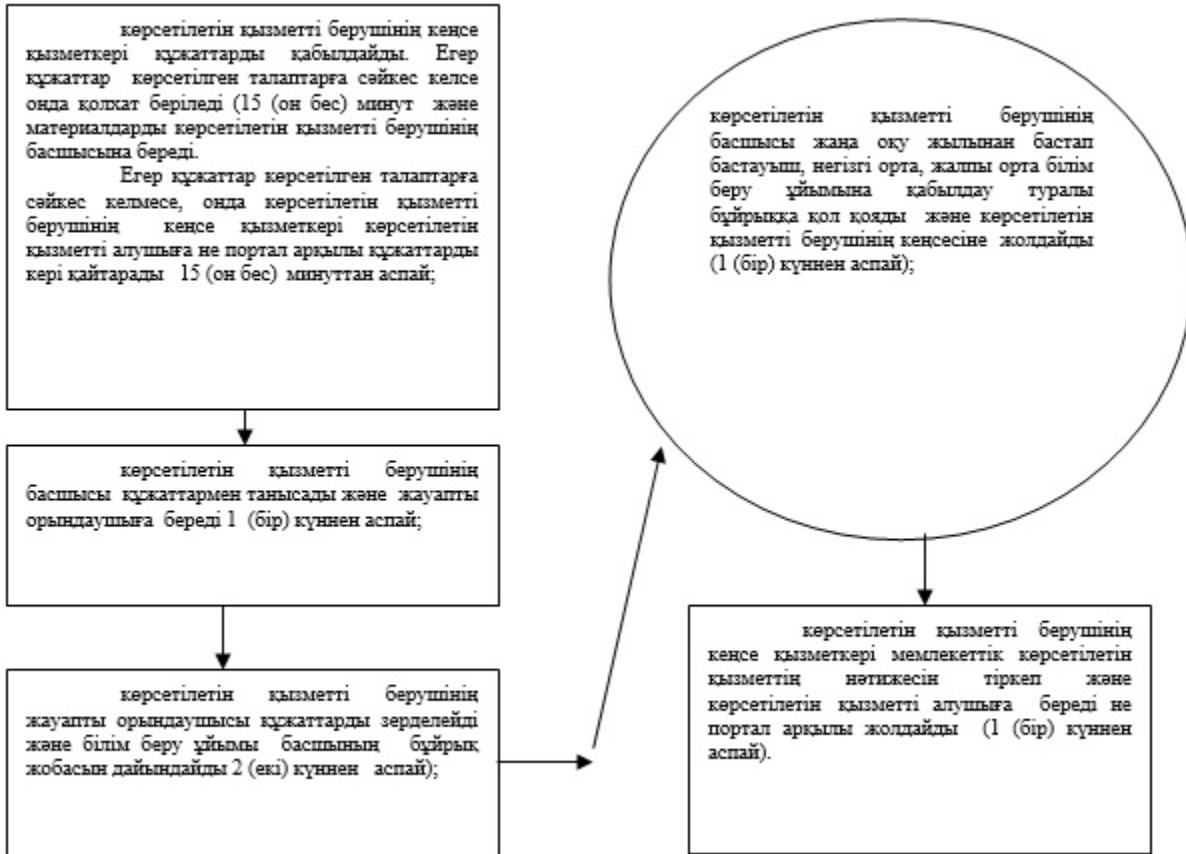 көрсетілетін қызметті берушінің кеңсе
қызметкері құжаттарды қабылдайды. Егер
құжаттар көрсетілген талаптарға сәйкес келсе
онда қолхат беріледі (15 (он бес) минут және
материалдарды көрсетілетін қызметті берушінің
басшысына береді.
Егер құжаттар көрсетілген талаптарға
сәйкес келмесе, онда көрсетілетін қызметті
берушінің кеңсе қызметкері көрсетілетін
қызметті алушыға не портал арқылы құжаттарды
кері қайтарады 15 (он бес) минуттан аспай;
көрсетілетін қызметті берушінің
басшысы құжаттармен танысады және жауапты
орындаушыға береді 1 (бір) күннен аспай;
көрсетілетін қызметті берушінің
жауапты орындаушысы құжаттарды зерделейді
және білім беру ұйымы басшының бұйрық
жобасын дайындайды 2 (екі) күннен аспай);
көрсетілетін қызметті берушінің
басшысы жаңа оқу жылынан бастап
бастауыш, негізгі орта, жалпы орта білім
беру ұйымына қабылдау туралы
бұйрыққа қол қояды және көрсетілетін
қызметті берушінің кеңсесіне жолдайды
(1 (бір) күннен аспай);
көрсетілетін қызметті берушінің
кеңсе қызметкері мемлекеттік көрсетілетін
қызметтің нәтижесін тіркеп және
көрсетілетін қызметті алушыға береді не
портал арқылы жолдайды (1 (бір) күннен
аспай).